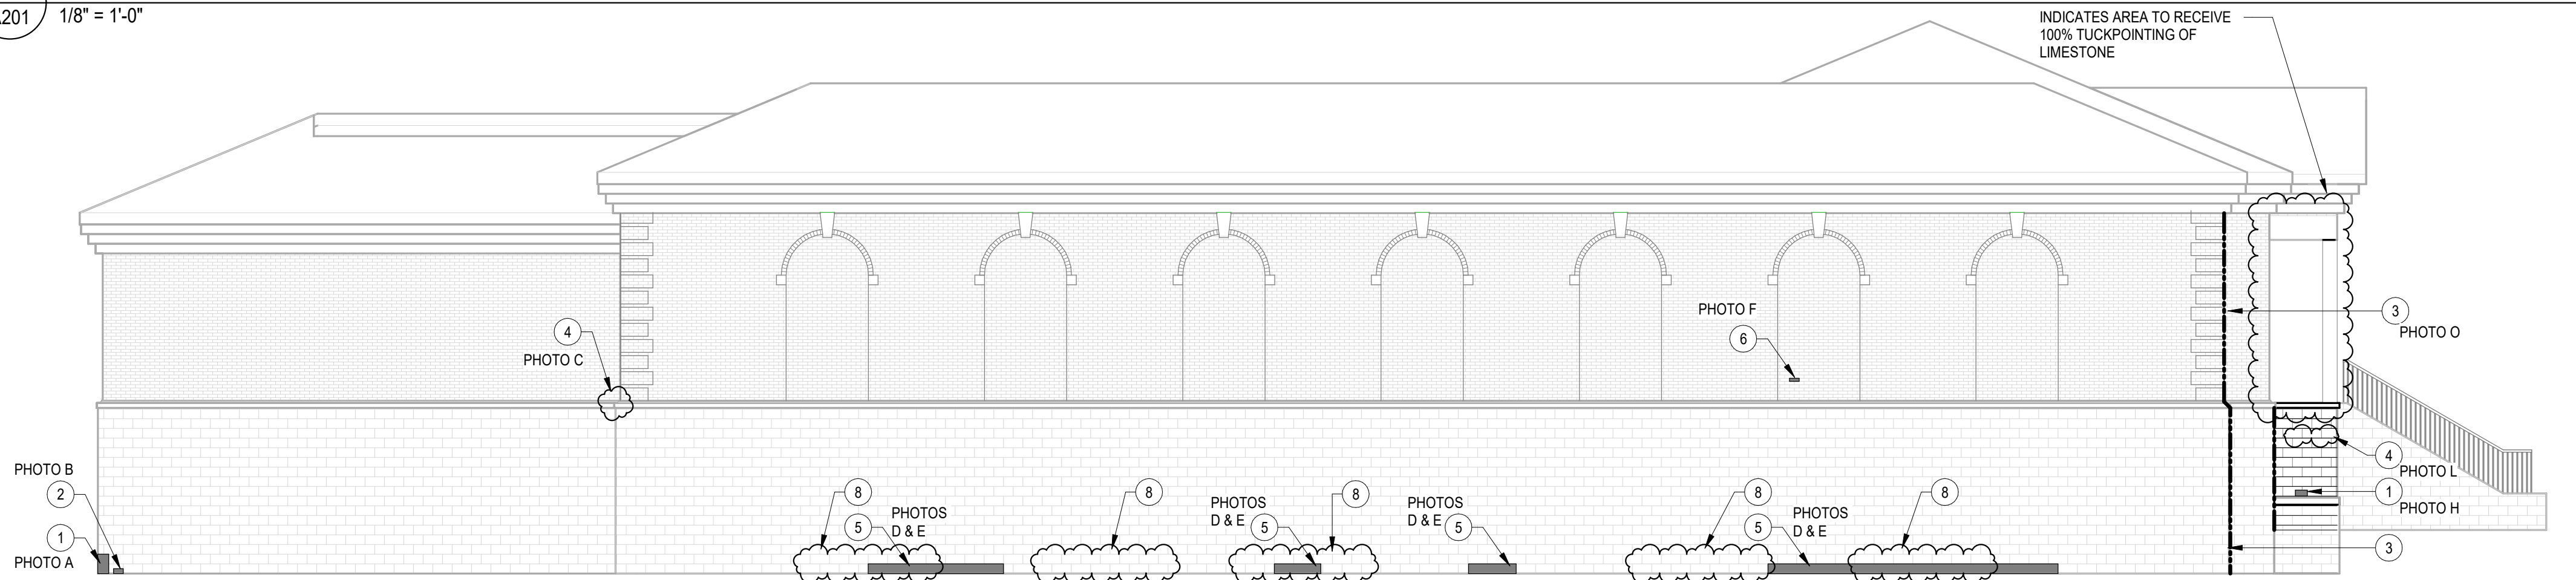 A201
1/8" = 1'-0"
INDICATES AREA TO RECEIVE
100% TUCKPOINTING OF
LIMESTONE
PHOTO F
6
3
PHOTO O
4
PHOTO C
4
PHOTO L
1
PHOTO H
PHOTO B
2
1
PHOTO A
8
5
PHOTOS
D & E
8
PHOTOS
D & E
5
8
PHOTOS
D & E
5
8
5
PHOTOS
D & E
8
3